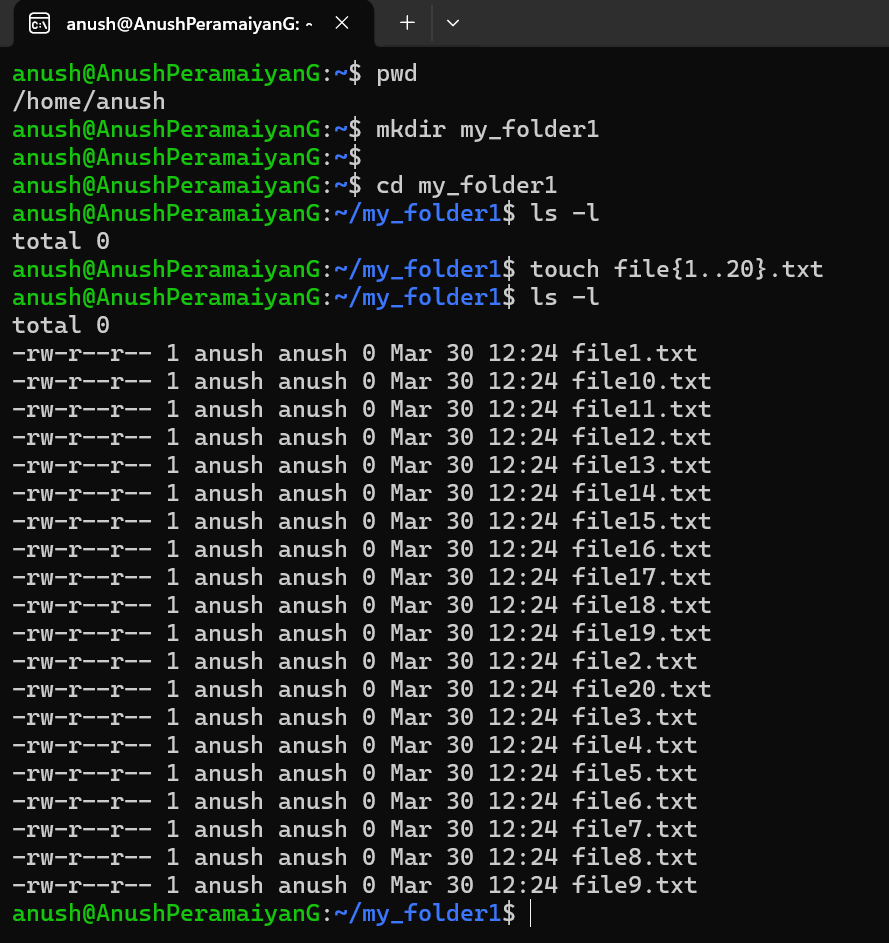 anush@AnushPeramaiyanG: ~
anush@AnushPeramaiyanG:~$ pwd
/home/anush
anush@AnushPeramaiyanG:~$ mkdir my_folder1
anush@AnushPeramaiyanG:~$
anush@AnushPeramaiyanG:~$ cd my_folder1
anush@AnushPeramaiyanG:~/my_folder1$ ls -l
total 0
anush@AnushPeramaiyanG:~/my_folder1$ touch file{1..20}.txt
anush@AnushPeramaiyanG:~/my_folder1$ ls -l
total 0
-rw-r--r-- 1 anush anush 0 Mar 30 12:24 file1.txt
-rw-r--r-- 1 anush anush 0 Mar 30 12:24 file10.txt
-rw-r--r-- 1 anush anush 0 Mar 30 12:24 file11.txt
-rw-r--r-- 1 anush anush 0 Mar 30 12:24 file12.txt
-rw-r--r-- 1 anush anush 0 Mar 30 12:24 file13.txt
-rw-r--r-- 1 anush anush 0 Mar 30 12:24 file14.txt
-rw-r--r-- 1 anush anush 0 Mar 30 12:24 file15.txt
-rw-r--r-- 1 anush anush 0 Mar 30 12:24 file16.txt
-rw-r--r-- 1 anush anush 0 Mar 30 12:24 file17.txt
-rw-r--r-- 1 anush anush 0 Mar 30 12:24 file18.txt
-rw-r--r-- 1 anush anush 0 Mar 30 12:24 file19.txt
-rw-r--r-- 1 anush anush 0 Mar 30 12:24 file2.txt
-rw-r--r-- 1 anush anush 0 Mar 30 12:24 file20.txt
-rw-r--r-- 1 anush anush 0 Mar 30 12:24 file3.txt
-rw-r--r-- 1 anush anush 0 Mar 30 12:24 file4.txt
-rw-r--r-- 1 anush anush 0 Mar 30 12:24 file5.txt
-rw-r--r-- 1 anush anush 0 Mar 30 12:24 file6.txt
-rw-r--r-- 1 anush anush 0 Mar 30 12:24 file7.txt
-rw-r--r-- 1 anush anush 0 Mar 30 12:24 file8.txt
-rw-r--r-- 1 anush anush 0 Mar 30 12:24 file9.txt
anush@AnushPeramaiyanG:~/my_folder1$